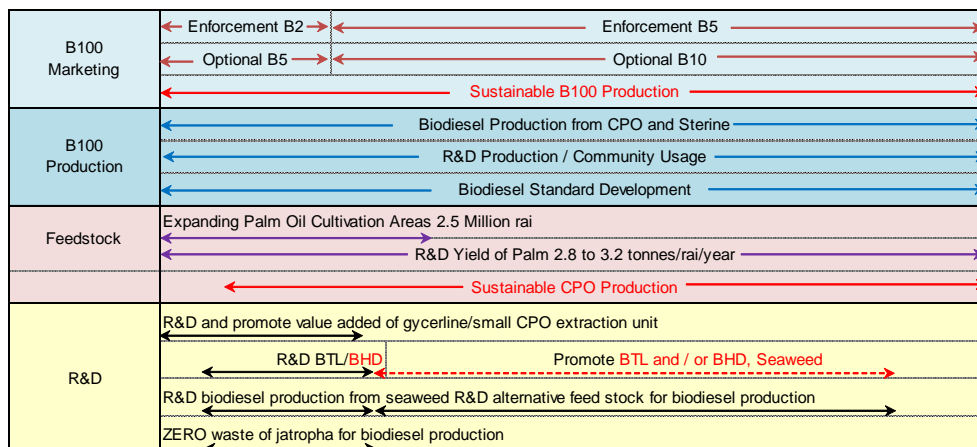 B100 Marketing
Enforcement B2
Enforcement B5
Optional B5
Optional B10
Sustainable B100 Production
B100 Production
Biodiesel Production from CPO and Sterine
R&D Production / Community Usage
Biodiesel Standard Development
Feedstock
Expanding Palm Oil Cultivation Areas 2.5 Million rai
R&D Yield of Palm 2.8 to 3.2 tonnes/rai/year
Sustainable CPO Production
R&D
R&D and promote value added of gycerline/small CPO extraction unit
R&D BTL/BHD
Promote BTL and / or BHD, Seaweed
R&D biodiesel production from seaweed R&D alternative feed stock for biodiesel production
ZERO waste of jatropha for biodiesel production